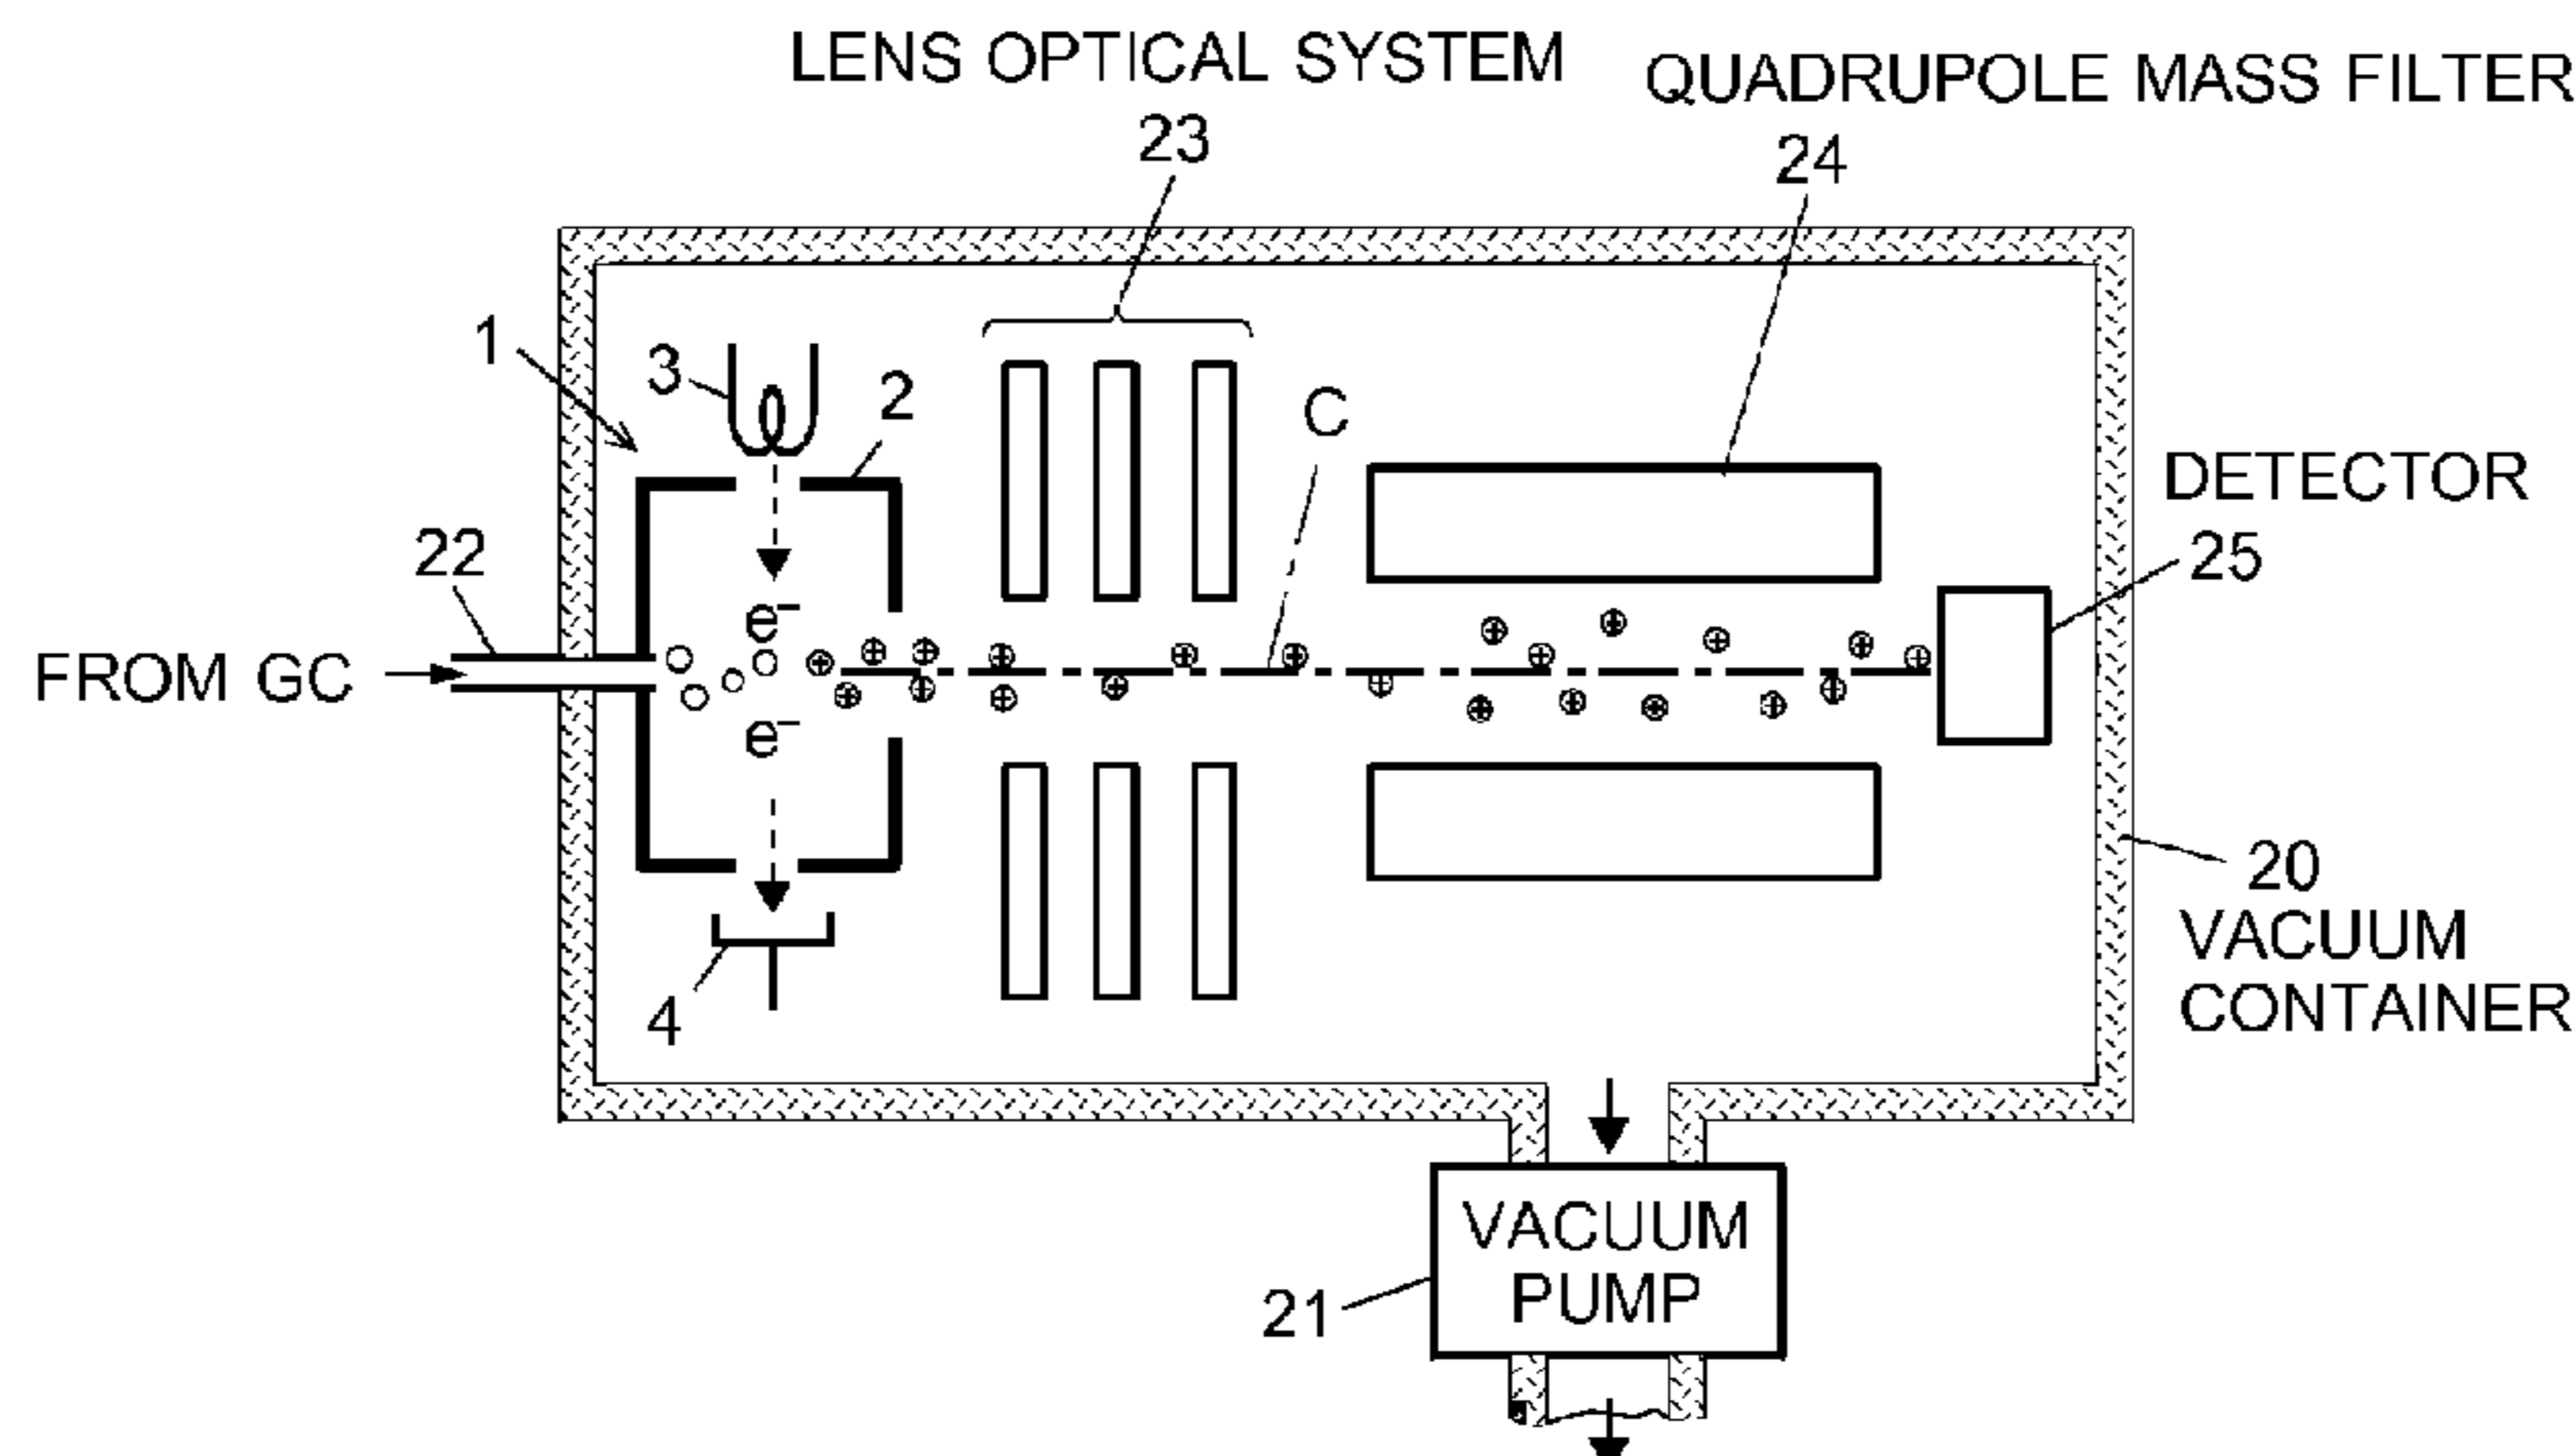 LENS OPTICAL SYSTEM
23
QUADRUPOLE MASS FILTER
24
1
3
2
C
DETECTOR
25
22
FROM GC
e⁻
e⁻
4
20
VACUUM
CONTAINER
VACUUM
PUMP
21